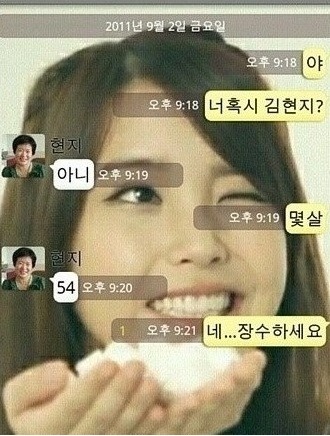 2011년 9월 2일 금요일
오후 9:18 야
오후 9:18 너혹시 김현지?
현지
아니 오후 9:19
오후 9:19 몇살
현지
54 오후 9:20
1 오후 9:21 네...장수하세요